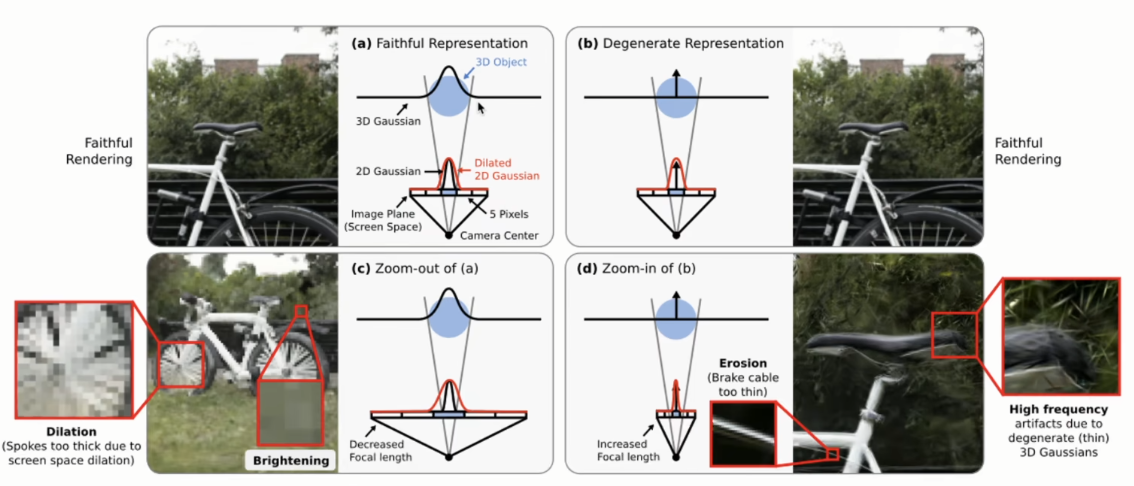 (a) Faithful Representation
3D Object
3D Gaussian
2D Gaussian
Dilated
2D Gaussian
Image Plane
(Screen Space)
5 Pixels
Camera Center
Faithful
Rendering
(b) Degenerate Representation
Faithful
Rendering
(c) Zoom-out of (a)
Decreased
Focal length
Dilation
(Spokes too thick due to
screen space dilation)
Brightening
(d) Zoom-in of (b)
Erosion
(Brake cable
too thin)
Increased
Focal length
High frequency
artifacts due to
degenerate (thin)
3D Gaussians